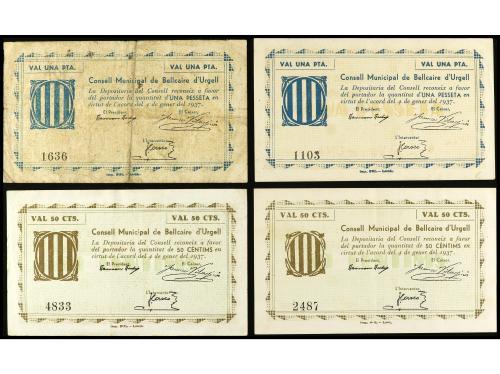 VAL UNA PTA. VAL UNA PTA.
Consell Municipal de Bellcaire d'Urgell
La Depositaria del Consell reconeix a favor
del portador la quantitat d'UNA PESSETA en
virtut de l'acord del 4 de gener del 1937.
El President, El Caixer,
L'Interventor
1636
VAL UNA PTA. VAL UNA PTA.
Consell Municipal de Bellcaire d'Urgell
La Depositaria del Consell reconeix a favor
del portador la quantitat d'UNA PESSETA en
virtut de l'acord del 4 de gener del 1937.
El President, El Caixer,
L'Interventor
1103
VAL 50 CTS. VAL 50 CTS.
Consell Municipal de Bellcaire d'Urgell
La Depositaria del Consell reconeix a favor
del portador la quantitat de 50 CENTIMS en
virtut de l'acord del 4 de gener del 1937.
El President, El Caixer,
L'Interventor
4833
VAL 50 CTS. VAL 50 CTS.
Consell Municipal de Bellcaire d'Urgell
La Depositaria del Consell reconeix a favor
del portador la quantitat de 50 CENTIMS en
virtut de l'acord del 4 de gener del 1937.
El President, El Caixer,
L'Interventor
2487